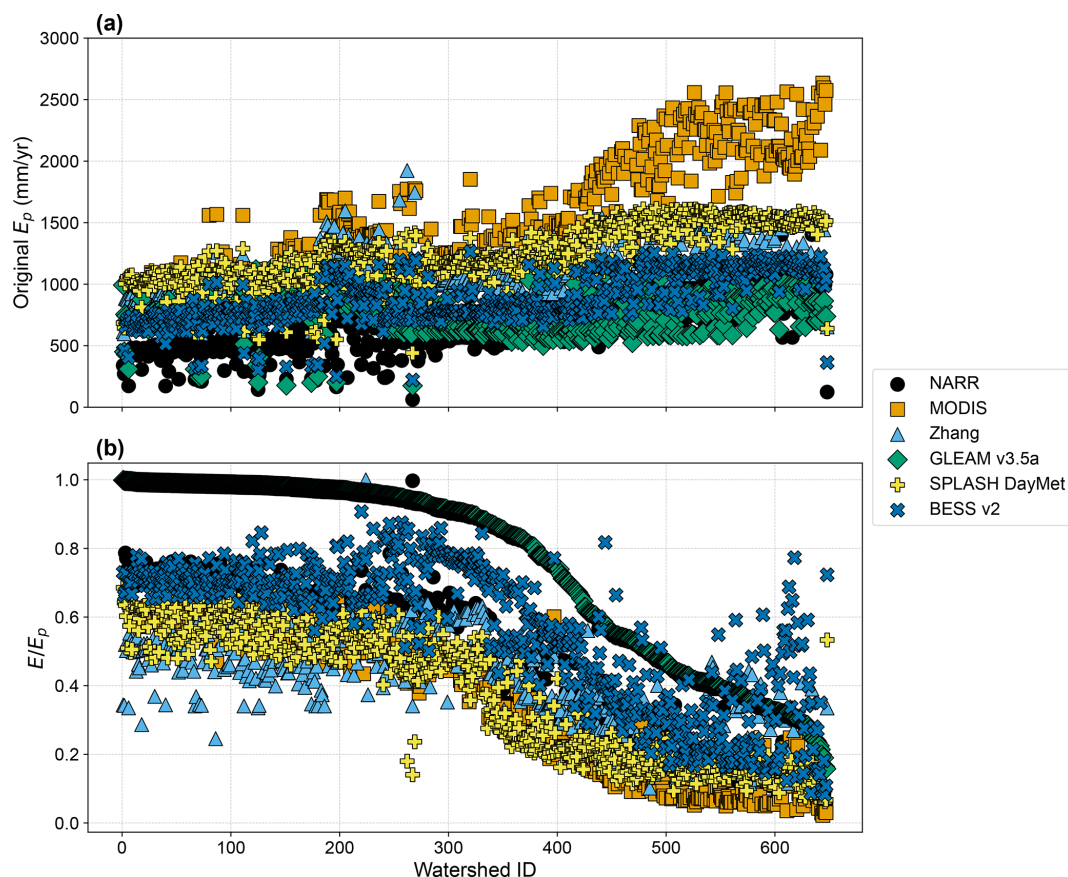 (a)
3000
2500
2000
1500
1000
500
0
Original Ep (mm/yr)
NARR
MODIS
Zhang
GLEAM v3.5a
SPLASH DayMet
BESS v2
(b)
1.0
0.8
0.6
0.4
0.2
0.0
E/Ep
0 100 200 300 400 500 600
Watershed ID